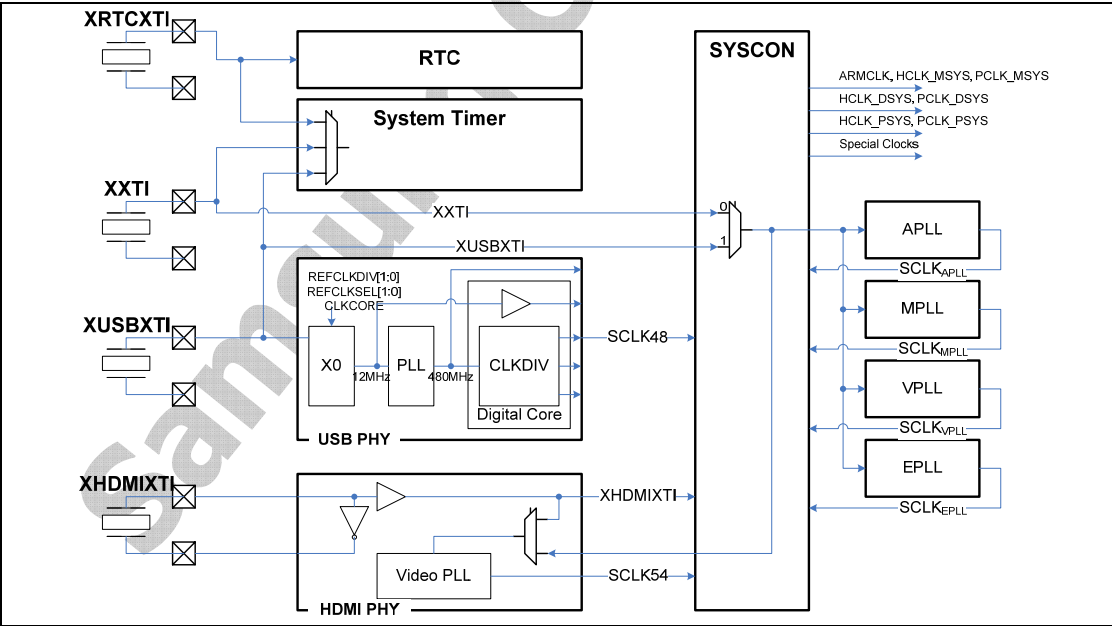 XRTCXTI
RTC
SYSCON
ARMCLK, HCLK_MSYS, PCLK_MSYS
HCLK_DSYS, PCLK_DSYS
System Timer
HCLK_PSYS, PCLK_PSYS
Special Clocks
XXTI
XXTI
0
APLL
XUSBXTI
1
SCLKAPLL
REFCLKDIV[1:0]
REFCLKSEL[1:0]
CLKCORE
MPLL
XUSBXTI
SCLK48
SCLKMPLL
X0
12MHz
PLL
480MHz
CLKDIV
Digital Core
VPLL
USB PHY
SCLKVPLL
EPLL
XHDMIXTI
XHDMIXTI
SCLKEPLL
Video PLL
SCLK54
HDMI PHY
Samsu